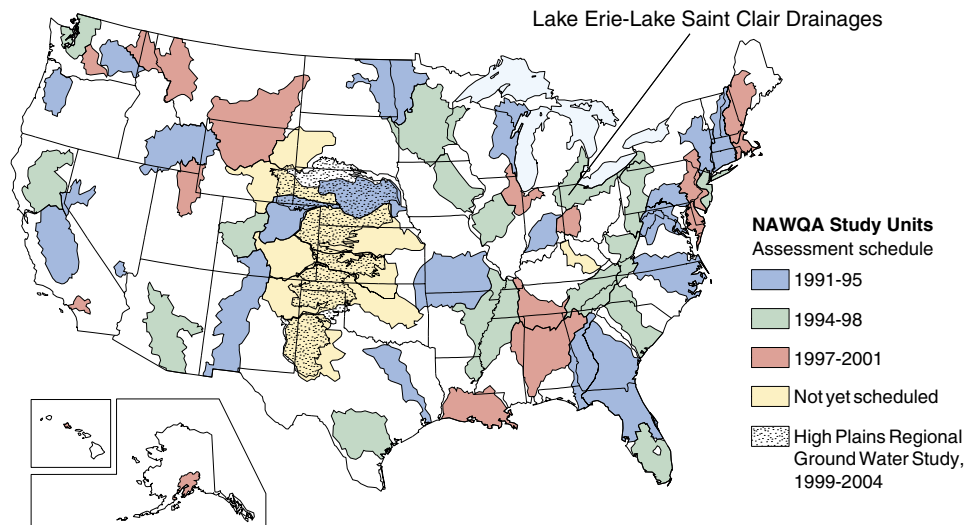 Lake Erie-Lake Saint Clair Drainages
NAWQA Study Units
Assessment schedule
1991-95
1994-98
1997-2001
Not yet scheduled
High Plains Regional
Ground Water Study,
1999-2004